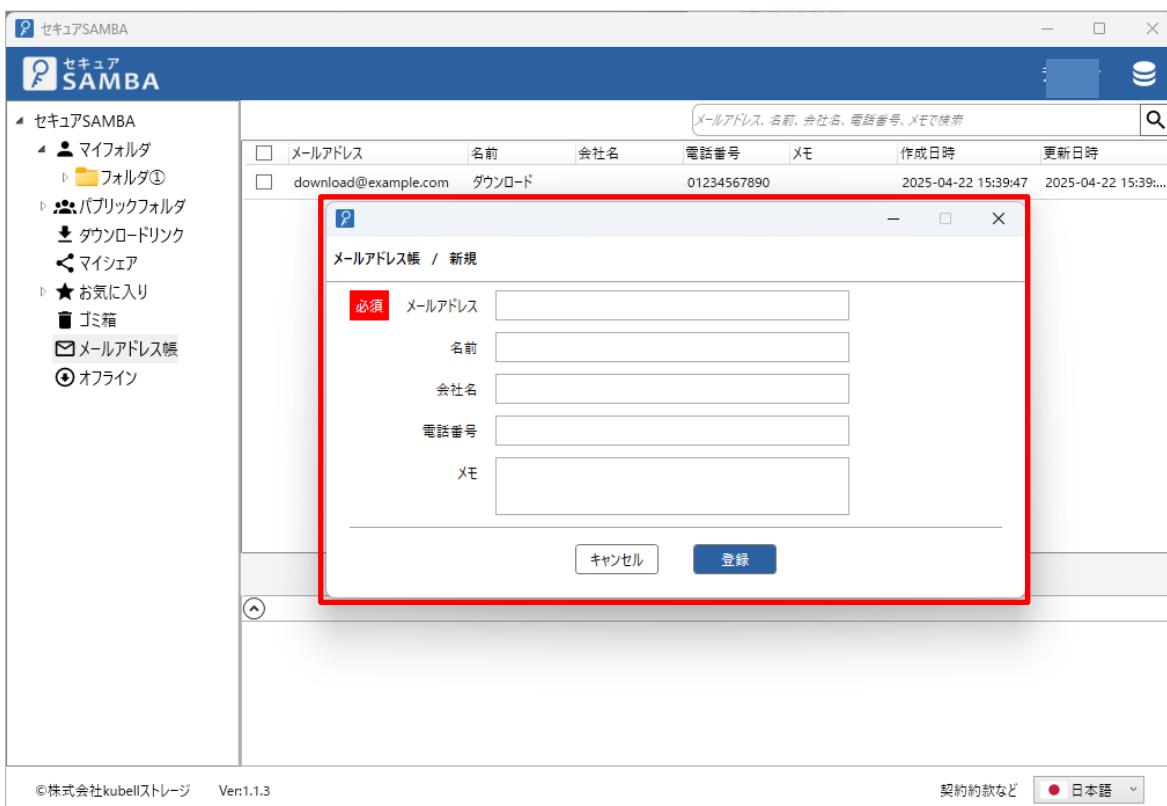 セキュアSAMBA
セキュア
SAMBA
セキュアSAMBA
マイフォルダ
フォルダ①
パブリックフォルダ
ダウンロードリンク
マイシェア
お気に入り
ゴミ箱
メールアドレス帳
オフライン
メールアドレス、名前、会社名、電話番号、メモで検索
メールアドレス 名前 会社名 電話番号 メモ 作成日時 更新日時
download@example.com ダウンロード 01234567890 2025-04-22 15:39:47 2025-04-22 15:39:...
メールアドレス帳 / 新規
必須 メールアドレス
名前
会社名
電話番号
メモ
キャンセル 登録
©株式会社kubellストレージ Ver:1.1.3 契約約款など 日本語